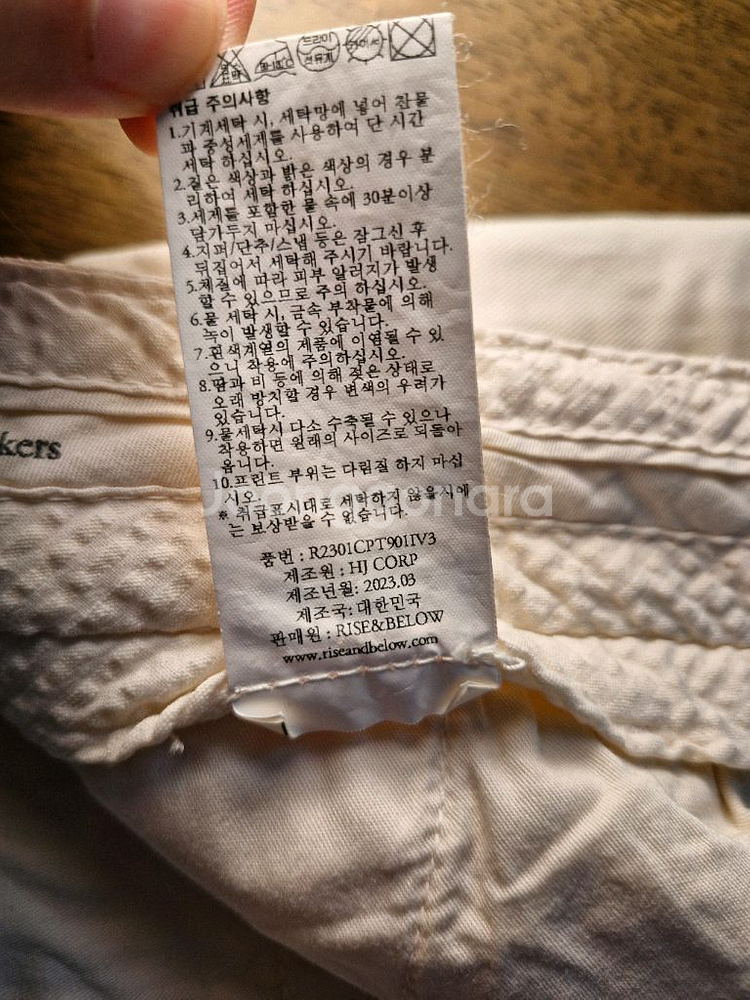 드라이
석유계
취급 주의사항
1.기계세탁 시, 세탁망에 넣어 찬물
과 중성세제를 사용하여 단 시간
세탁 하십시오.
2.짙은 색상과 밝은 색상의 경우 분
리하여 세탁 하십시오.
3.세제를 포함한 물 속에 30분이상
담가두지 마십시오.
4.지퍼/단추/스냅 등은 잠그신 후
뒤집어서 세탁해 주시기 바랍니다.
5.체질에 따라 피부 알러지가 발생
할 수 있으므로 주의 하십시오.
6.물 세탁 시, 금속 부착물에 의해
녹이 발생할 수 있습니다.
7.흰색계열의 제품에 이염될 수 있
으니 착용에 주의하십시오.
8.땀과 비 등에 의해 젖은 상태로
오래 방치할 경우 변색의 우려가
있습니다.
9.물세탁시 다소 수축될 수 있으나
착용하면 원래의 사이즈로 되돌아
옵니다.
10.프린트 부위는 다림질 하지 마십
시오.
※ 취급표시대로 세탁하지 않을시에
는 보상받을 수 없습니다.
품번 : R2301CPT901IV3
제조원 : HJ CORP
제조년월: 2023.03
제조국: 대한민국
판매원 : RISE&BELOW
www.riseandbelow.com
kers